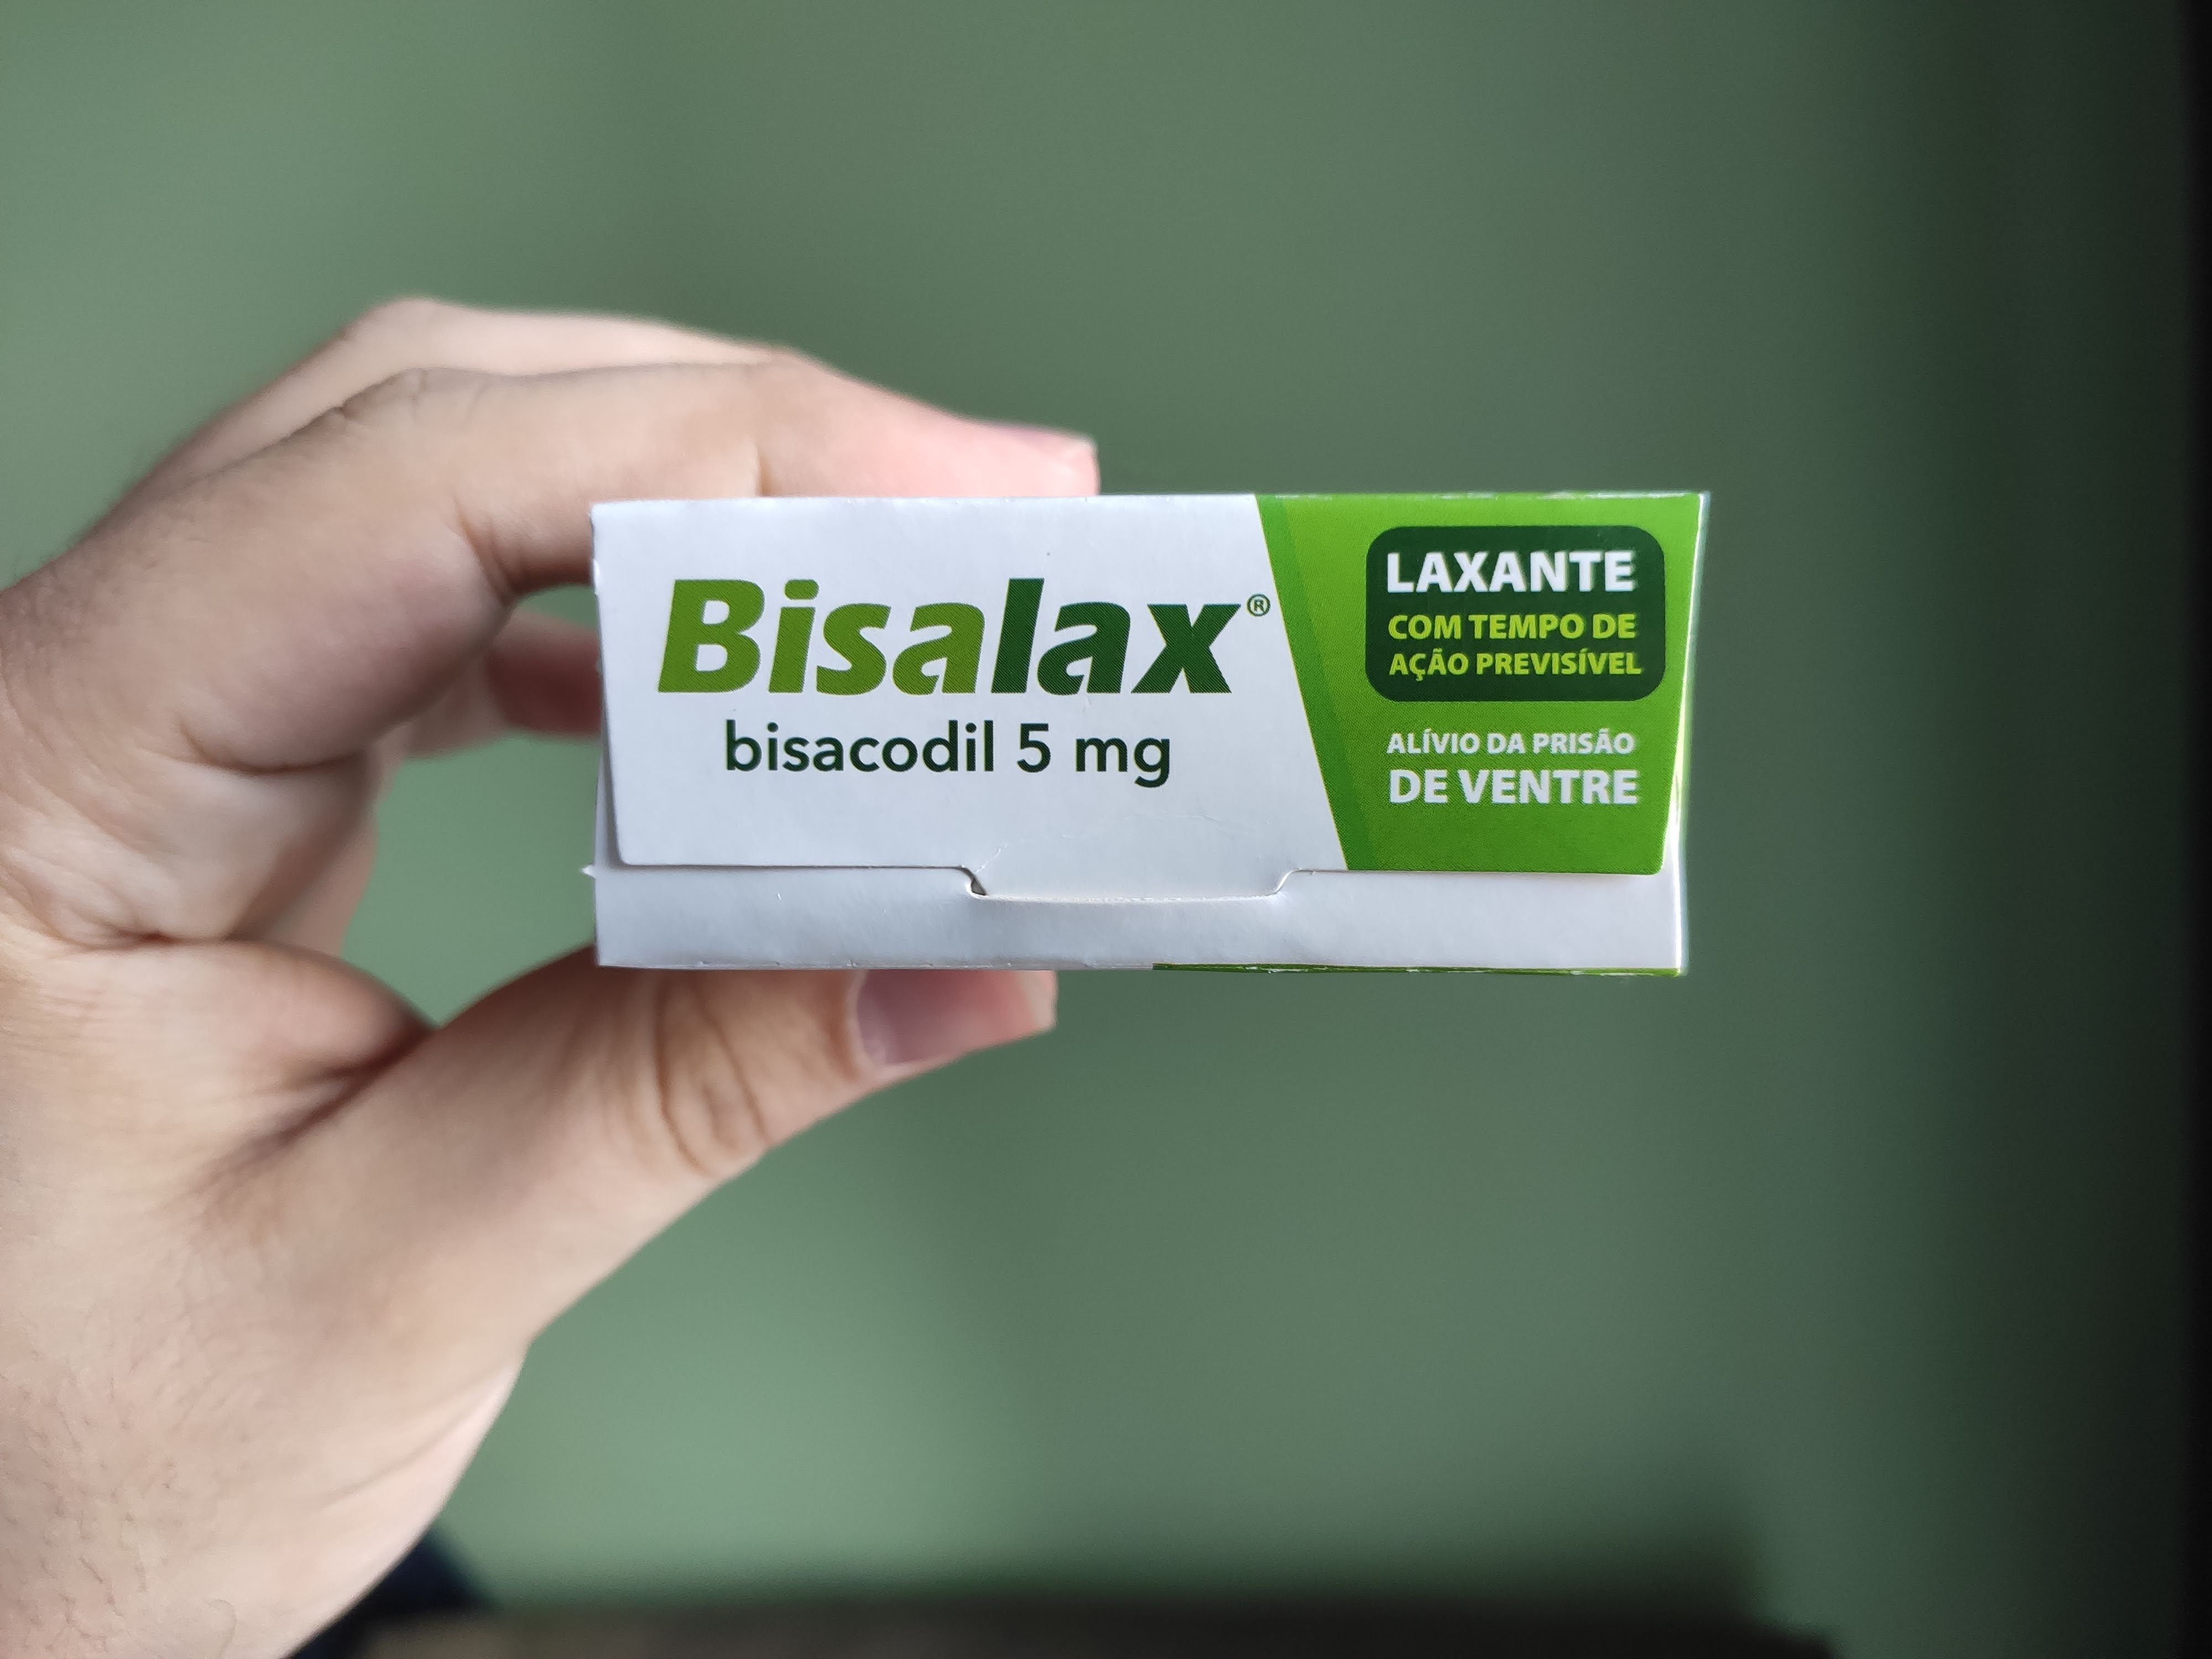 Bisalax®
bisacodil 5 mg
LAXANTE
COM TEMPO DE
AÇÃO PREVISÍVEL
ALÍVIO DA PRISÃO
DE VENTRE